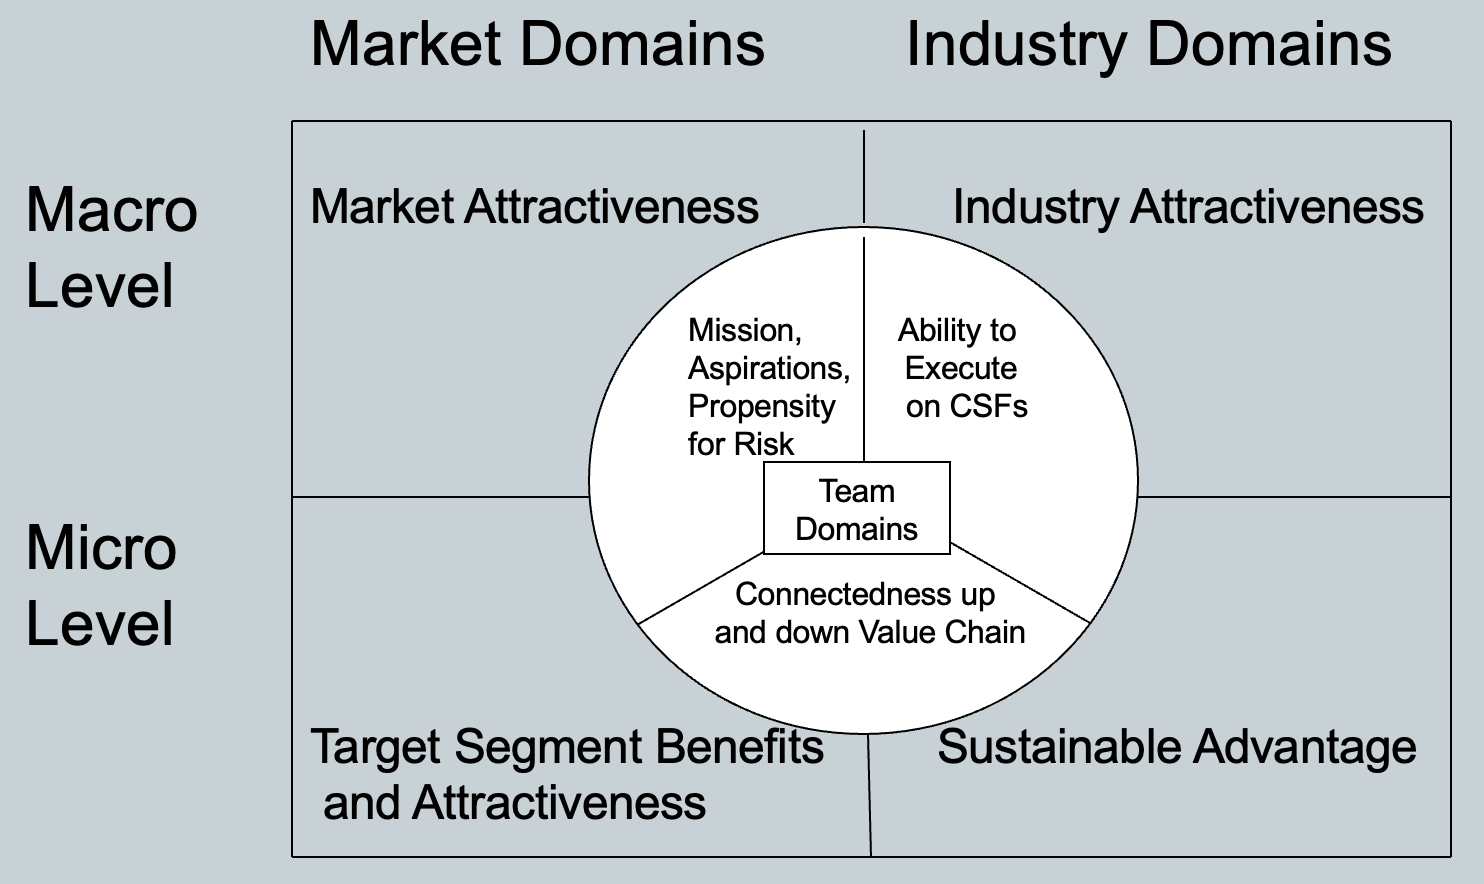 Market Domains
Industry Domains
Macro
Level
Market Attractiveness
Industry Attractiveness
Mission,
Aspirations,
Propensity
for Risk
Ability to
Execute
on CSFs
Team
Domains
Connectedness up
and down Value Chain
Micro
Level
Target Segment Benefits
and Attractiveness
Sustainable Advantage